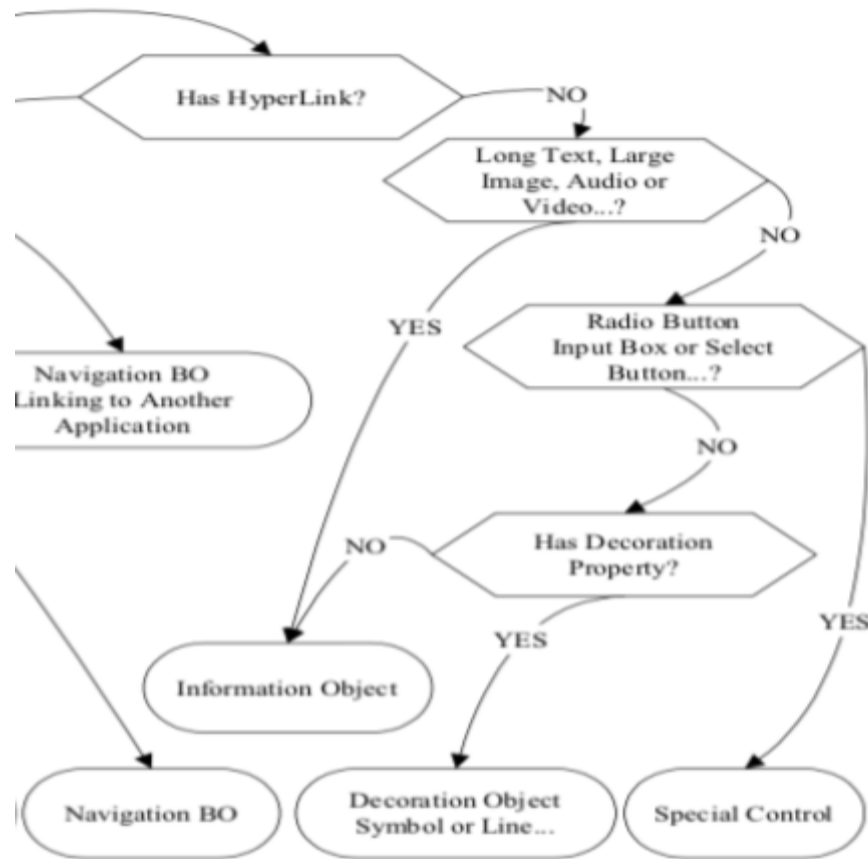 Has HyperLink?
NO
Long Text, Large
Image, Audio or
Video...?
NO
YES
Radio Button
Input Box or Select
Button...?
Navigation BO
Linking to Another
Application
NO
NO
Has Decoration
Property?
YES
YES
Information Object
Navigation BO
Decoration Object
Symbol or Line...
Special Control